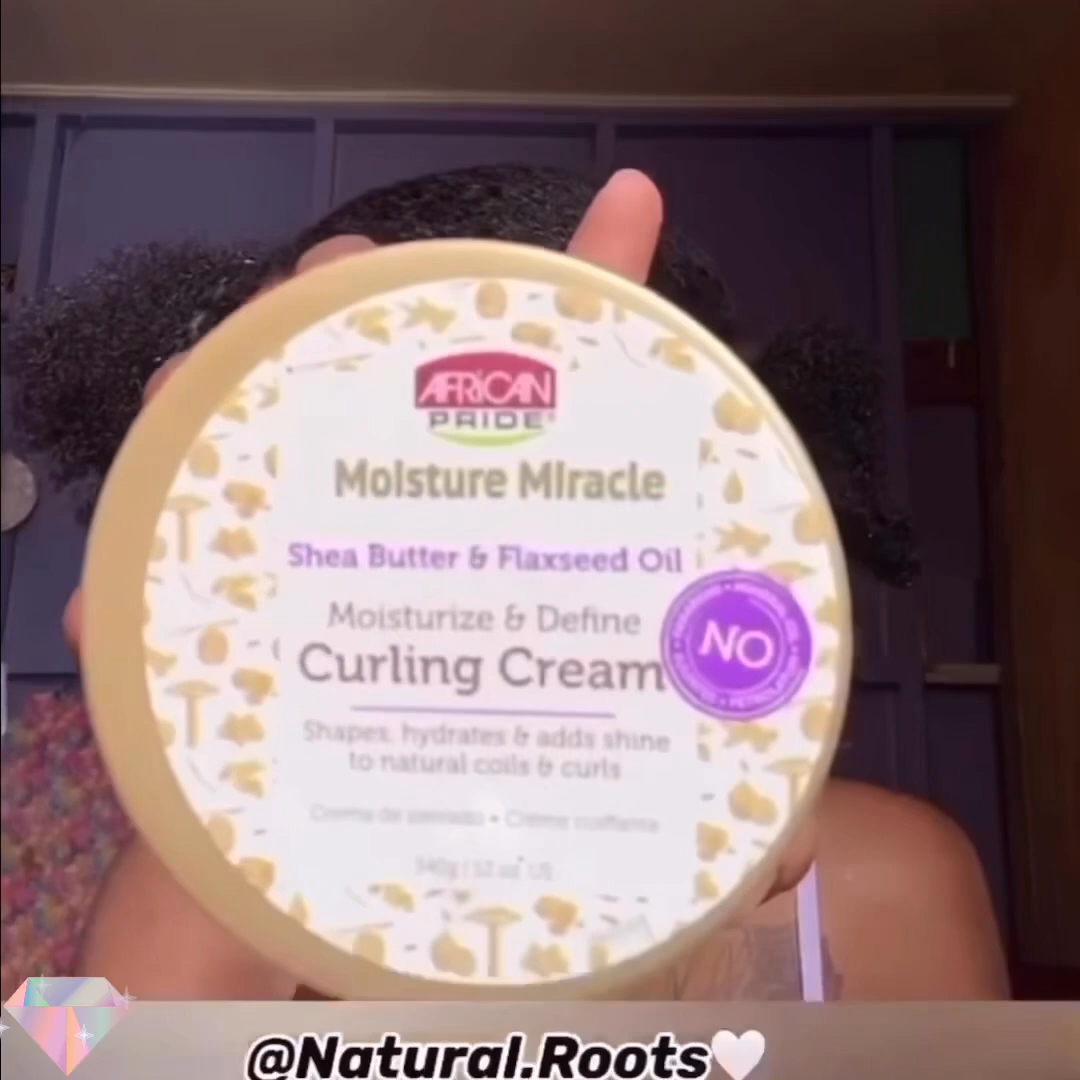 AFRICAN
PRIDE
Moisture Miracle
Shea Butter & Flaxseed Oil
Moisturize & Define
Curling Cream
NO
Shapes, hydrates & adds shine
to natural coils & curls
@Natural.Roots🤍